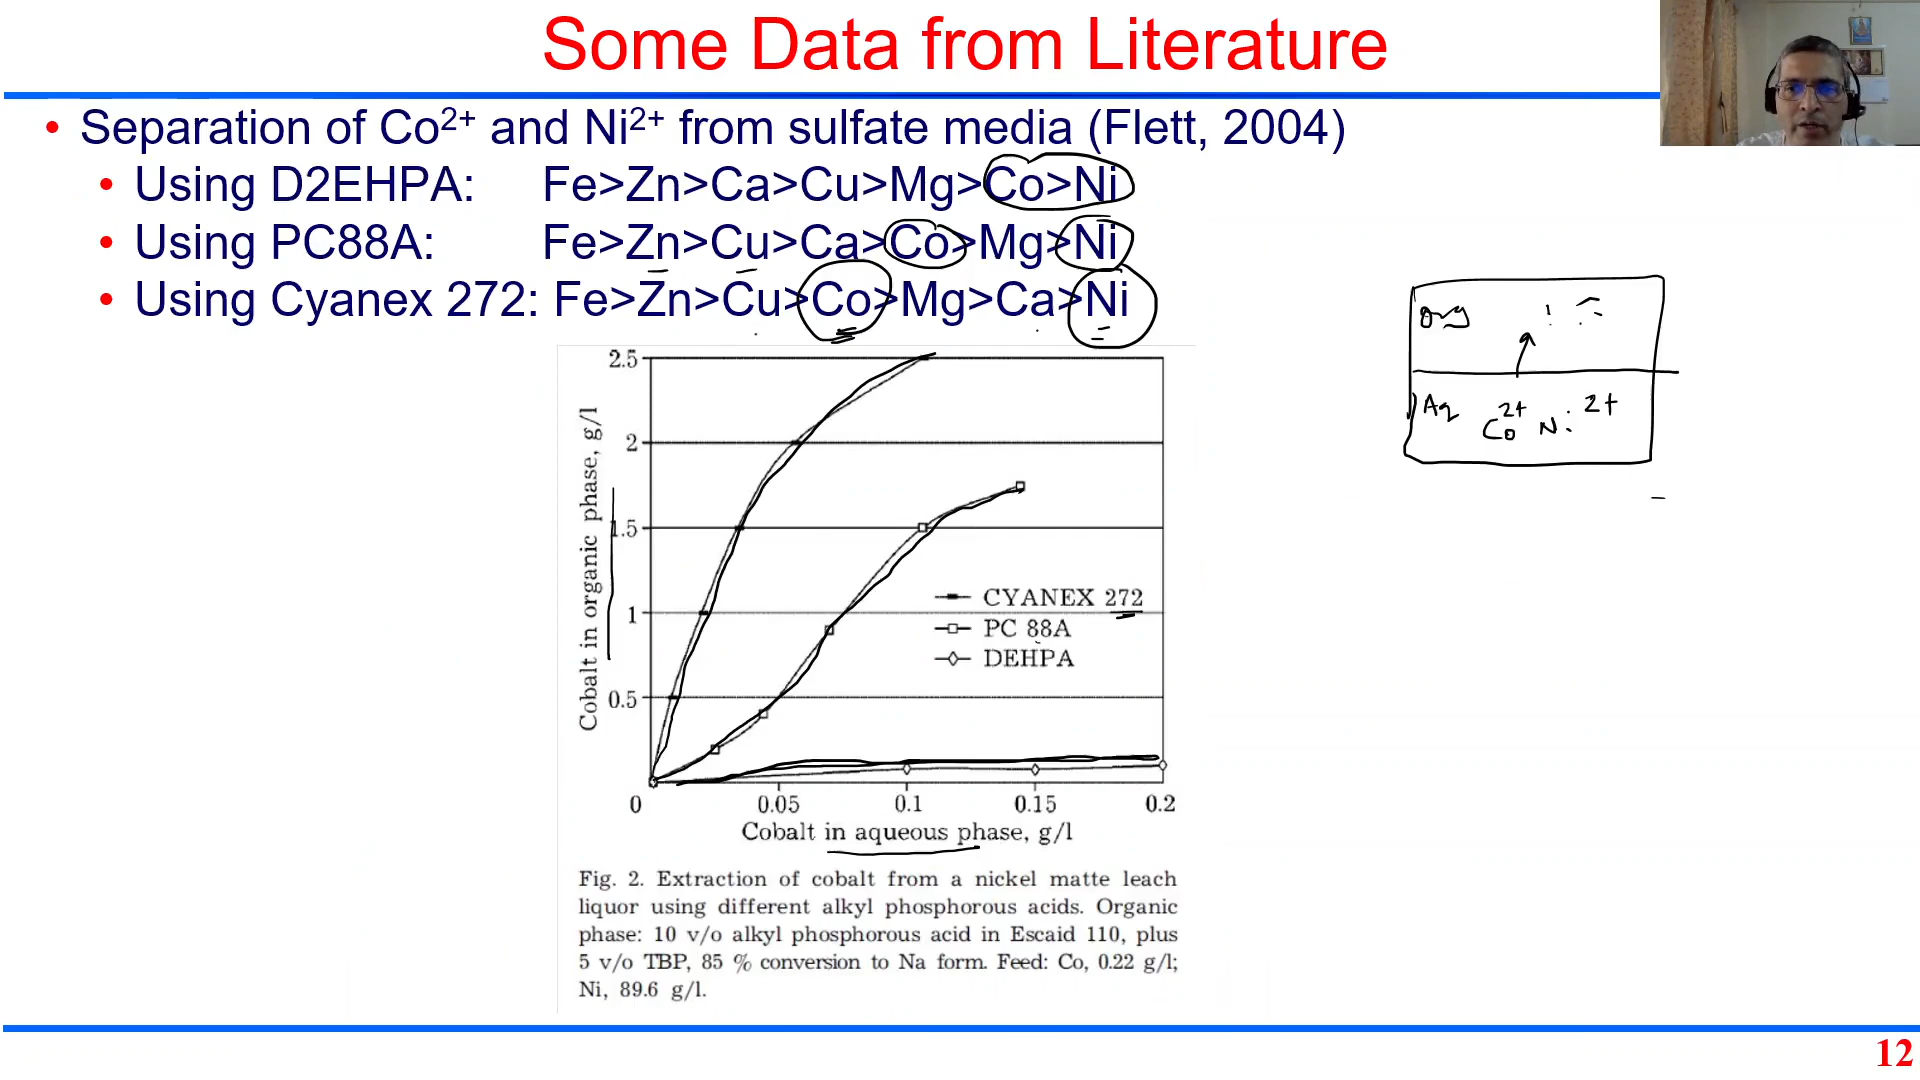 Some Data from Literature
• Separation of Co²⁺ and Ni²⁺ from sulfate media (Flett, 2004)
• Using D2EHPA: Fe>Zn>Ca>Cu>Mg>Co>Ni
• Using PC88A: Fe>Zn>Cu>Ca>Co>Mg>Ni
• Using Cyanex 272: Fe>Zn>Cu>Co>Mg>Ca>Ni
Org
Aq Co²⁺ Ni²⁺
Cobalt in organic phase, g/l
2.5
2
1.5
1
0.5
CYANEX 272
PC 88A
DEHPA
0 0.05 0.1 0.15 0.2
Cobalt in aqueous phase, g/l
Fig. 2. Extraction of cobalt from a nickel matte leach
liquor using different alkyl phosphorous acids. Organic
phase: 10 v/o alkyl phosphorous acid in Escaid 110, plus
5 v/o TBP, 85 % conversion to Na form. Feed: Co, 0.22 g/l;
Ni, 89.6 g/l.
12